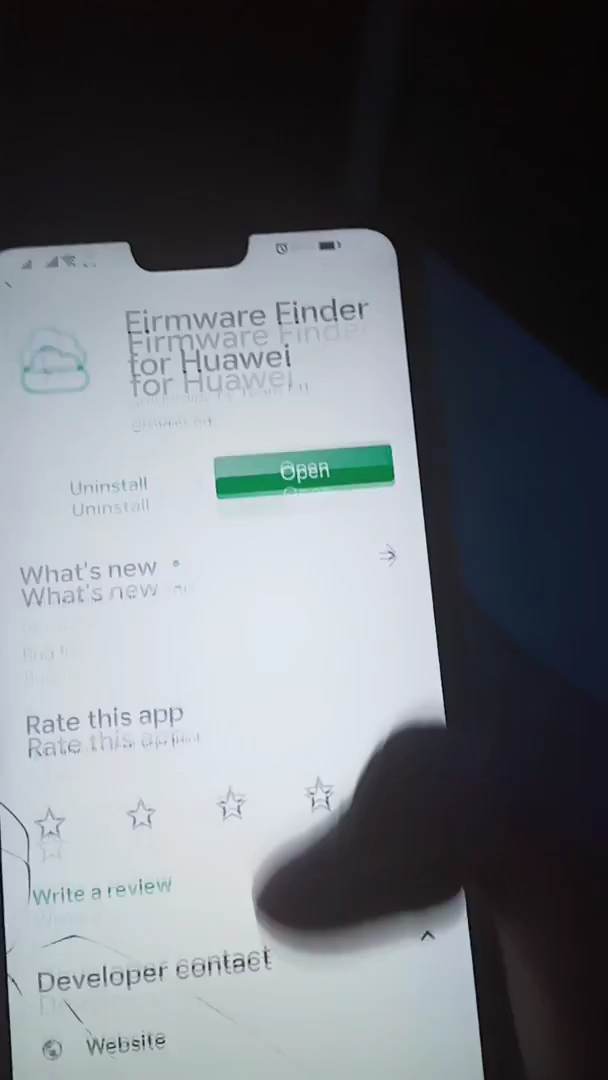 Firmware Finder
for Huawei
Uninstall
Open
What's new
Rate this app
Write a review
Developer contact
Website